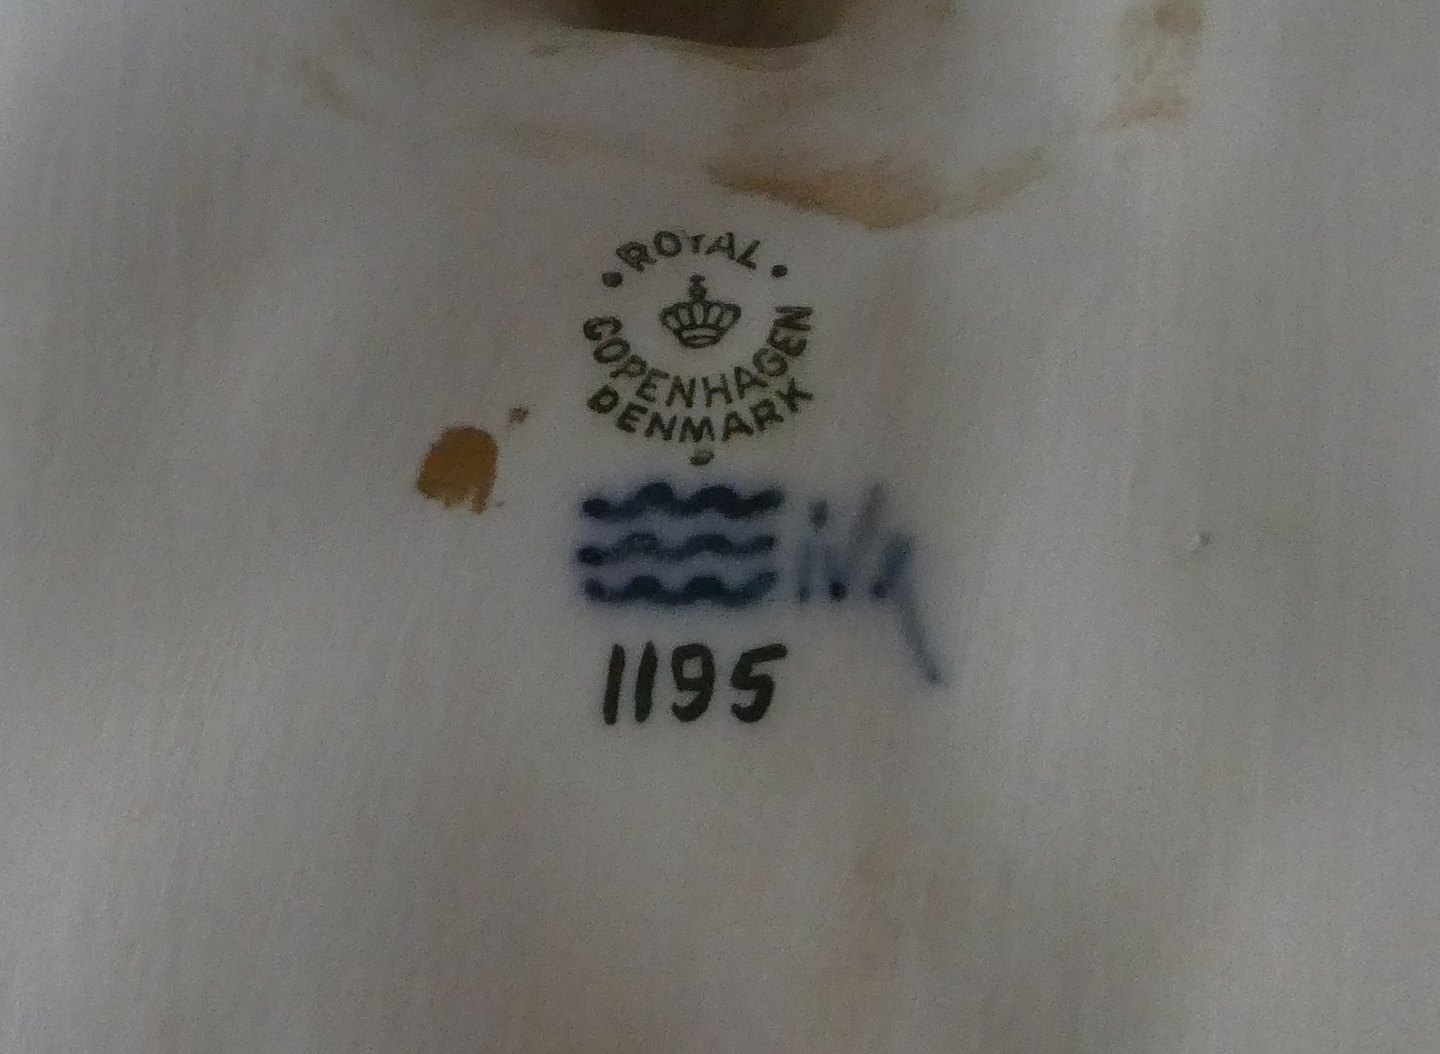 ROYAL
COPENHAGEN
DENMARK
1195